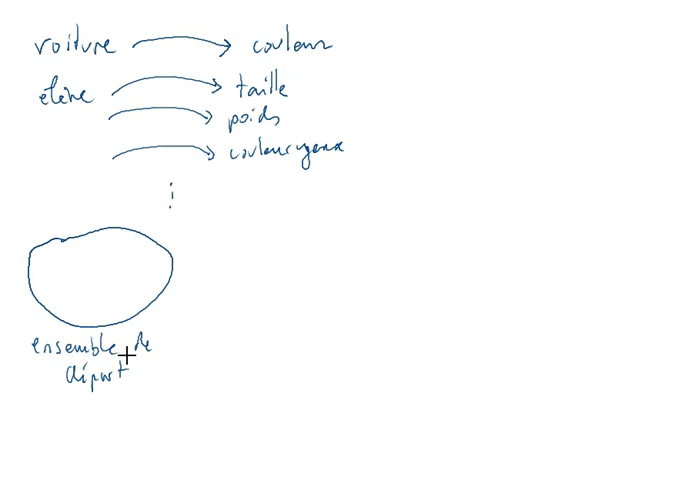 voiture → couleur
élève → taille
→ poids
→ couleur yeux
⋮
ensemble de
départ